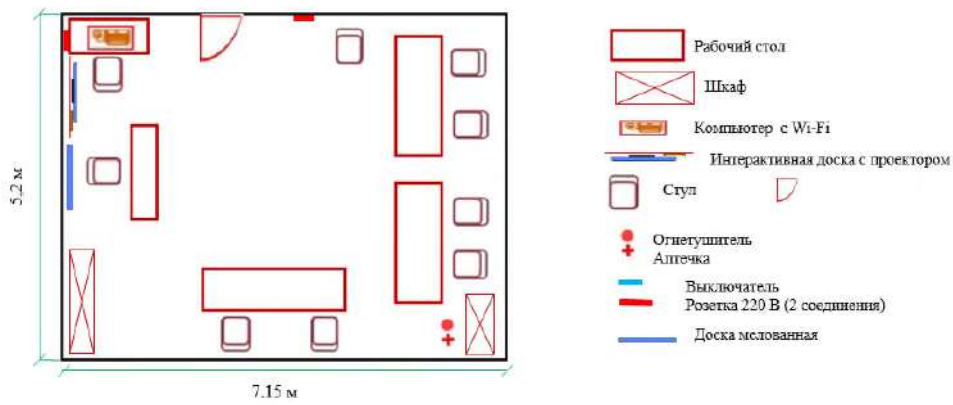 5,2 м
7,15 м
Рабочий стол
Шкаф
Компьютер с Wi-Fi
Интерактивная доска с проектором
Стул
Огнетушитель
Аптечка
Выключатель
Розетка 220 В (2 соединения)
Доска мелованная